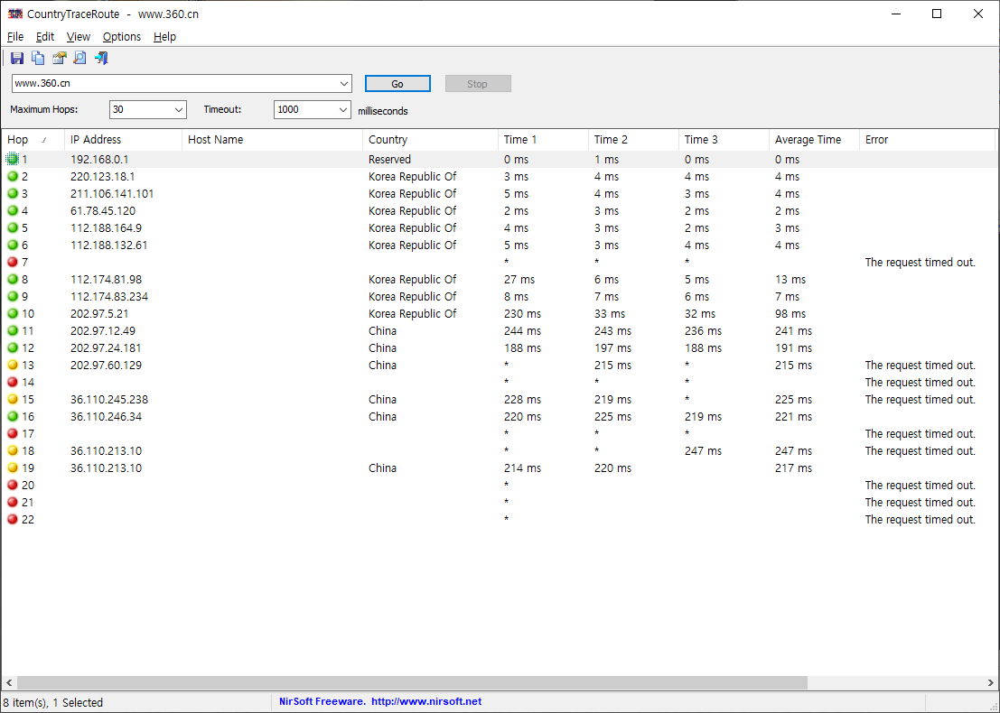 CountryTraceRoute - www.360.cn
File Edit View Options Help
www.360.cn Go Stop
Maximum Hops: 30 Timeout: 1000 milliseconds
Hop IP Address Host Name Country Time 1 Time 2 Time 3 Average Time Error
1 192.168.0.1 Reserved 0 ms 1 ms 0 ms 0 ms
2 220.123.18.1 Korea Republic Of 3 ms 4 ms 4 ms 4 ms
3 211.106.141.101 Korea Republic Of 5 ms 4 ms 3 ms 4 ms
4 61.78.45.120 Korea Republic Of 2 ms 3 ms 2 ms 2 ms
5 112.188.164.9 Korea Republic Of 4 ms 3 ms 2 ms 3 ms
6 112.188.132.61 Korea Republic Of 5 ms 3 ms 4 ms 4 ms
7 * * * The request timed out.
8 112.174.81.98 Korea Republic Of 27 ms 6 ms 5 ms 13 ms
9 112.174.83.234 Korea Republic Of 8 ms 7 ms 6 ms 7 ms
10 202.97.5.21 Korea Republic Of 230 ms 33 ms 32 ms 98 ms
11 202.97.12.49 China 244 ms 243 ms 236 ms 241 ms
12 202.97.24.181 China 188 ms 197 ms 188 ms 191 ms
13 202.97.60.129 China * 215 ms * 215 ms The request timed out.
14 * * * The request timed out.
15 36.110.245.238 China 228 ms 219 ms * 225 ms The request timed out.
16 36.110.246.34 China 220 ms 225 ms 219 ms 221 ms
17 * * * The request timed out.
18 36.110.213.10 * * 247 ms 247 ms The request timed out.
19 36.110.213.10 China 214 ms 220 ms 217 ms
20 * The request timed out.
21 * The request timed out.
22 * The request timed out.
8 item(s), 1 Selected NirSoft Freeware. http://www.nirsoft.net